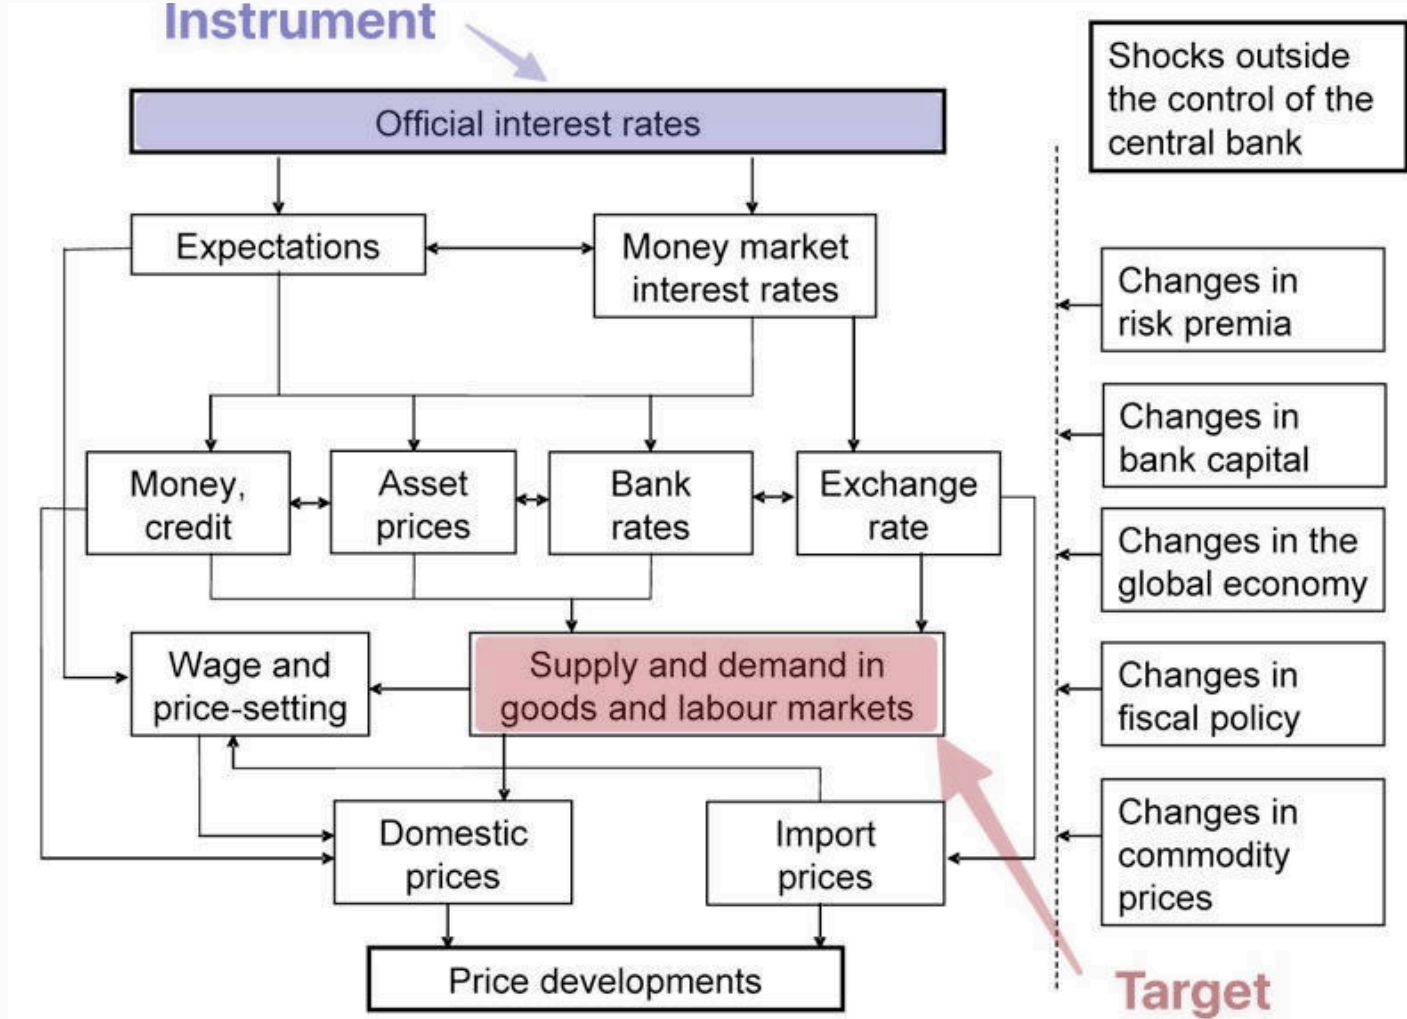 Instrument
Shocks outside
the control of the
central bank
Official interest rates
Expectations
Money market
interest rates
Changes in
risk premia
Changes in
bank capital
Money,
credit
Asset
prices
Bank
rates
Exchange
rate
Changes in the
global economy
Wage and
price-setting
Supply and demand in
goods and labour markets
Changes in
fiscal policy
Domestic
prices
Import
prices
Changes in
commodity
prices
Price developments
Target